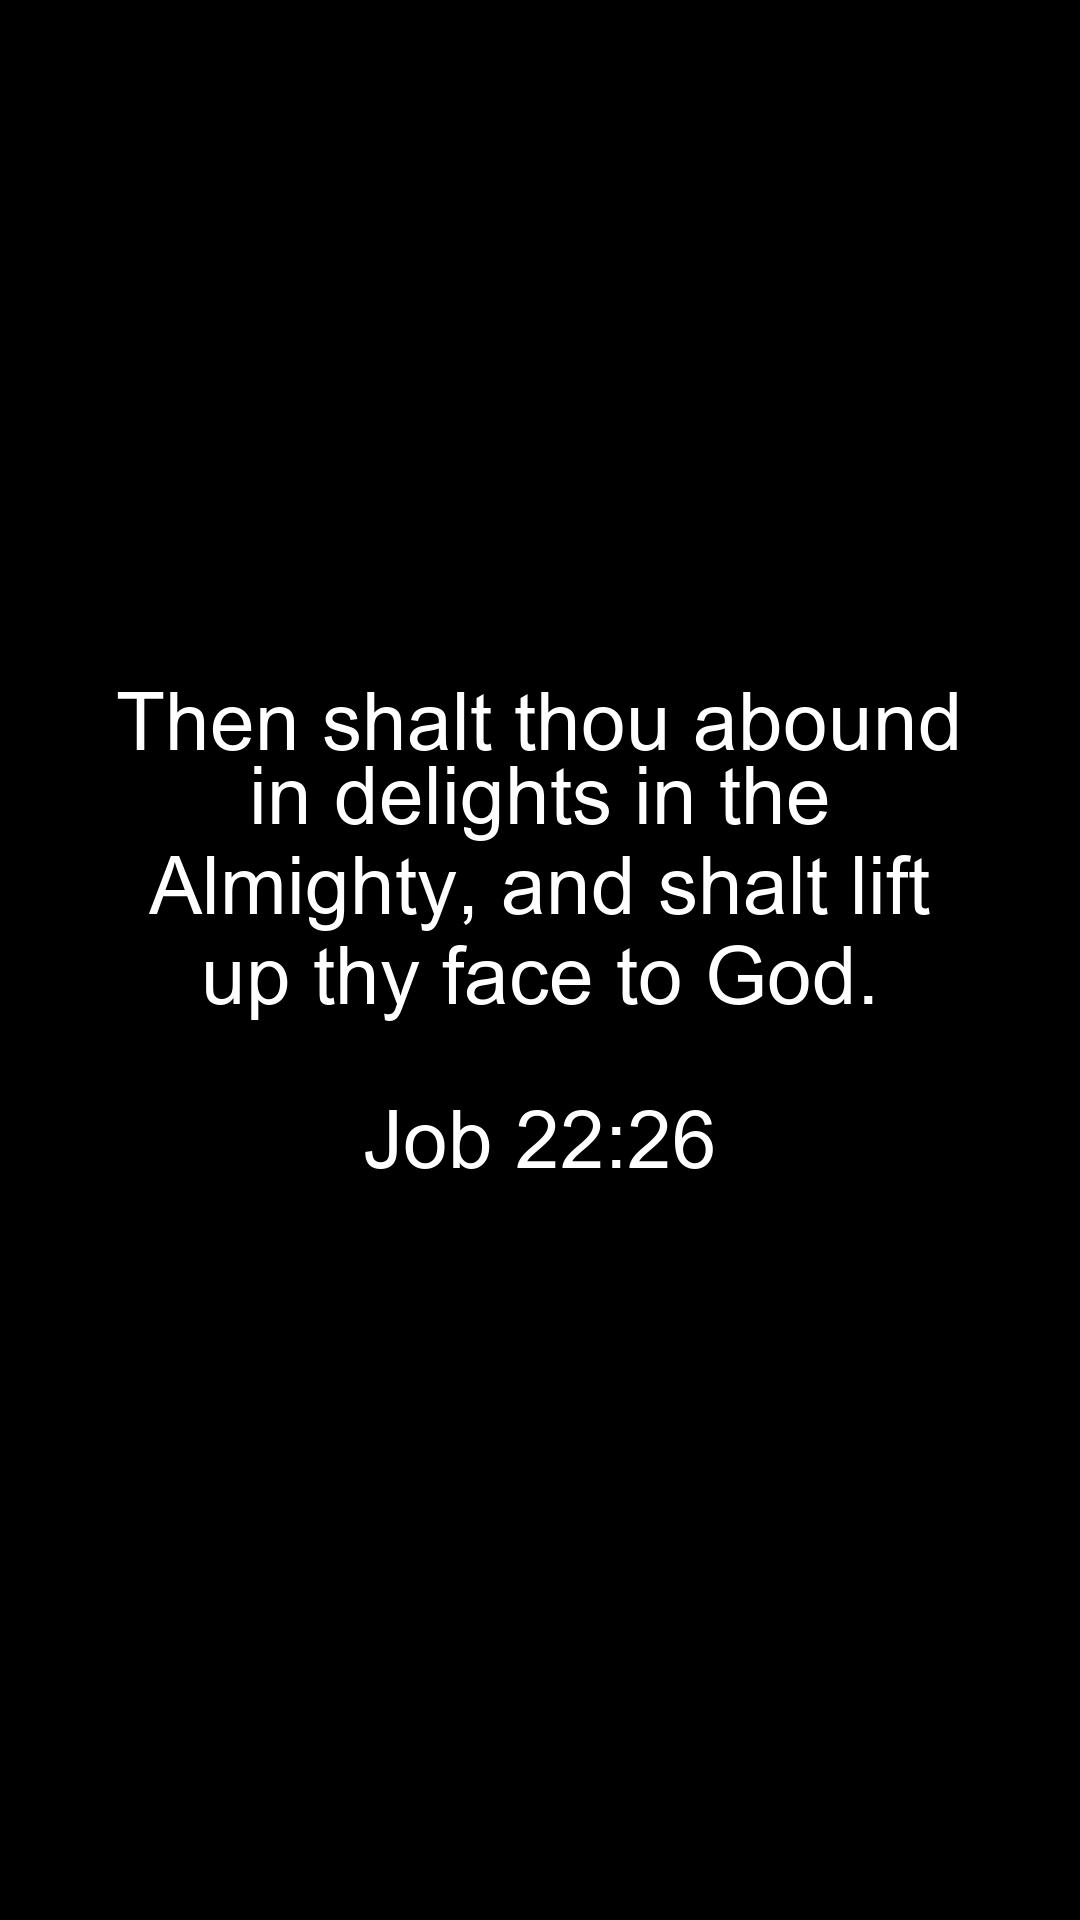 Then shalt thou abound
in delights in the
Almighty, and shalt lift
up thy face to God.
Job 22:26